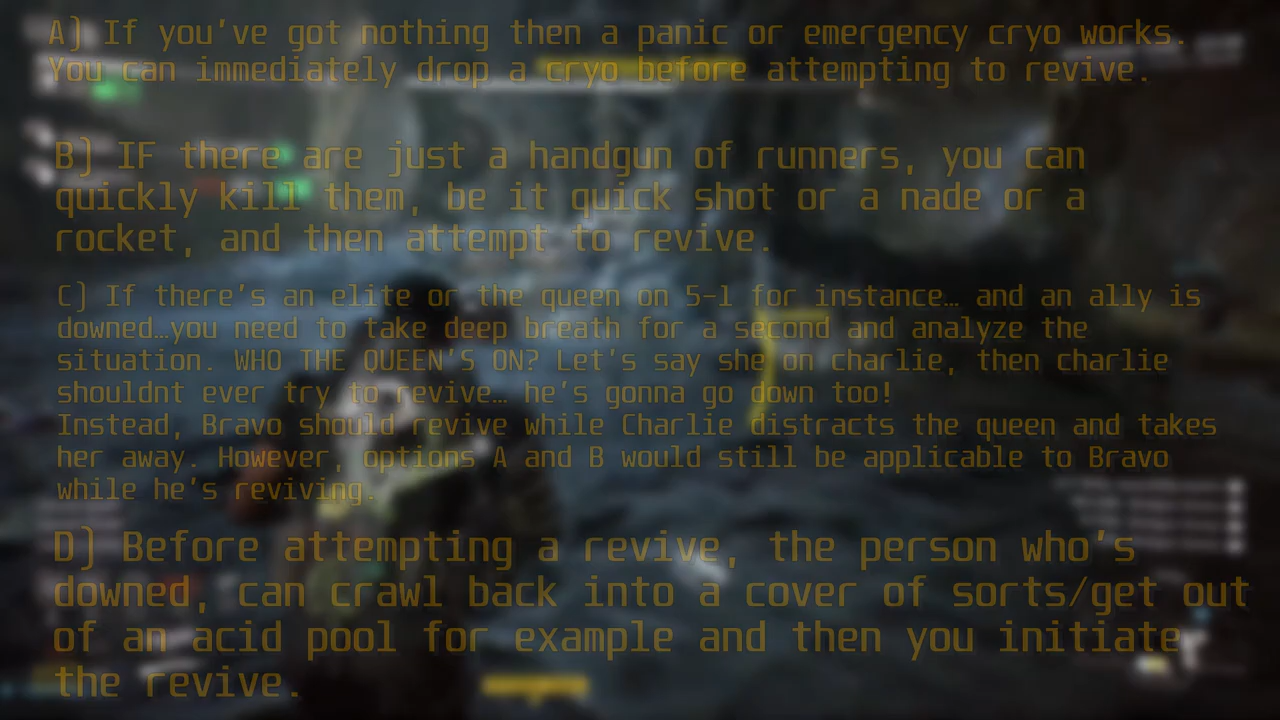 A) If you've got nothing then a panic or emergency cryo works.
You can immediately drop a cryo before attempting to revive.
B) IF there are just a handgun of runners, you can
quickly kill them, be it quick shot or a nade or a
rocket, and then attempt to revive.
C) If there's an elite or the queen on 5-1 for instance… and an ally is
downed…you need to take deep breath for a second and analyze the
situation. WHO THE QUEEN'S ON? Let's say she on charlie, then charlie
shouldnt ever try to revive… he's gonna go down too!
Instead, Bravo should revive while Charlie distracts the queen and takes
her away. However, options A and B would still be applicable to Bravo
while he's reviving.
D) Before attempting a revive, the person who's
downed, can crawl back into a cover of sorts/get out
of an acid pool for example and then you initiate
the revive.